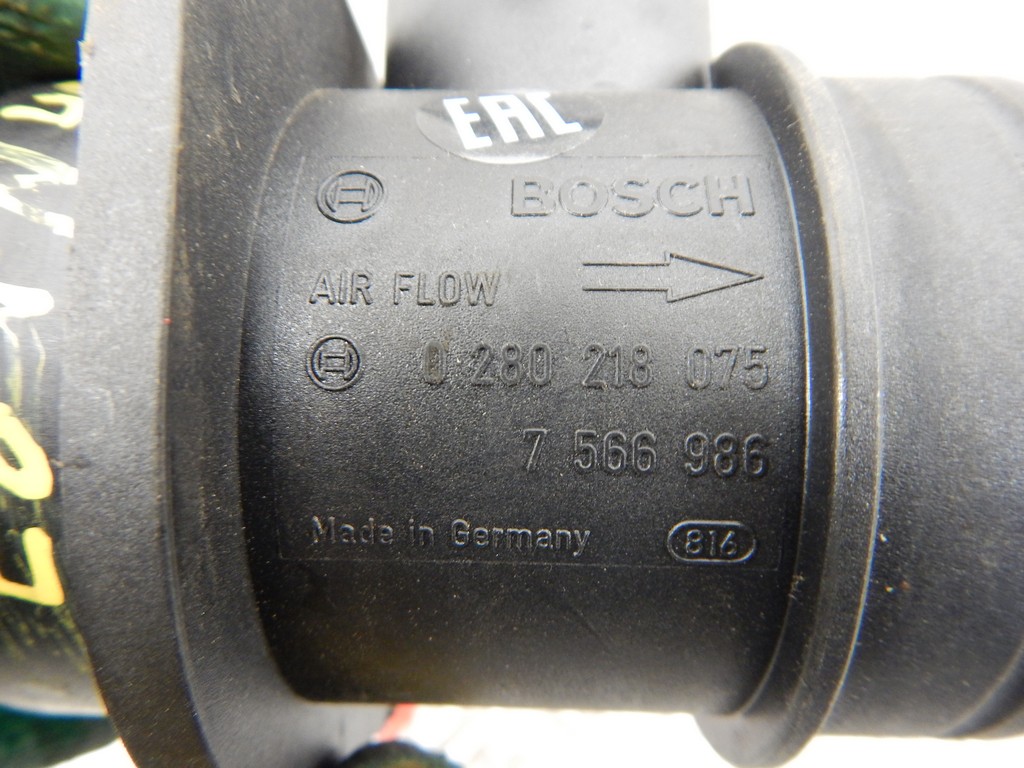 EAC
BOSCH
AIR FLOW
0 280 218 075
7 566 986
Made in Germany 816